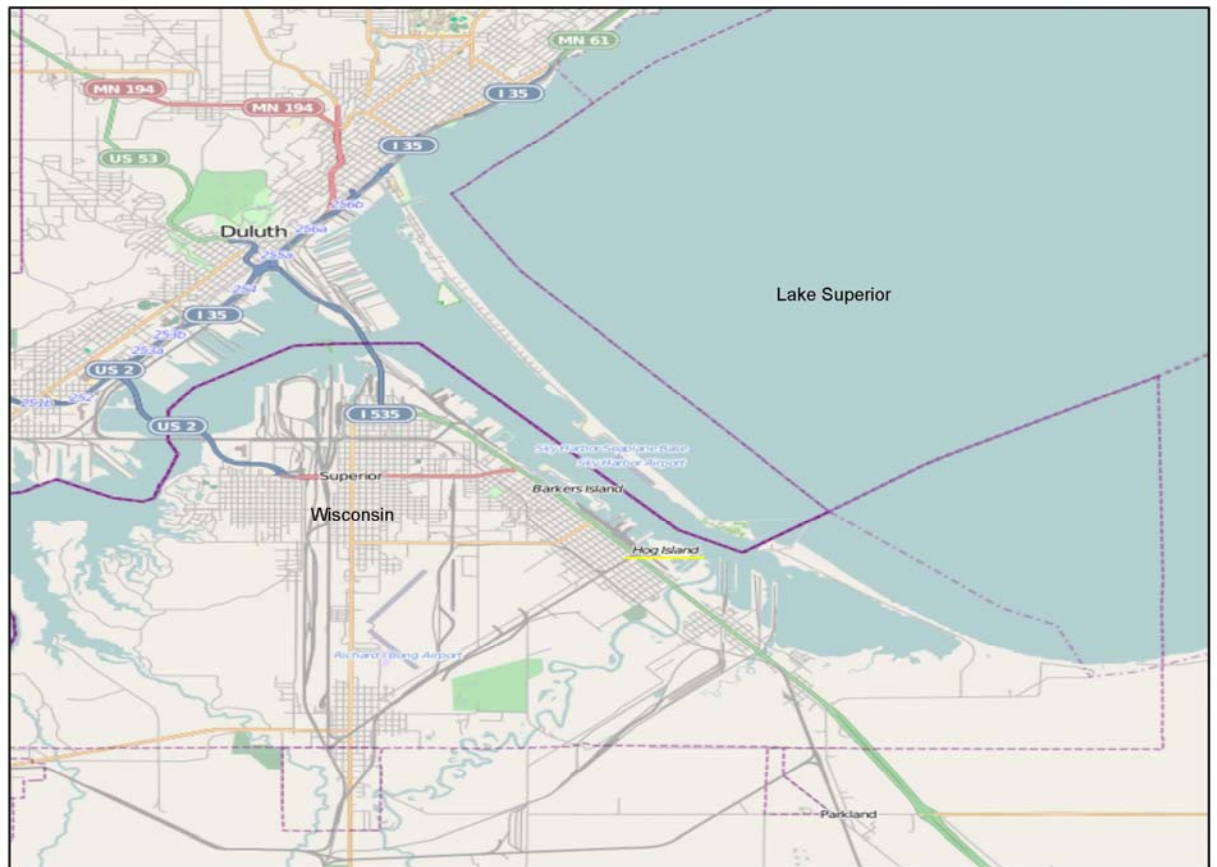 MN 61
MN 194
I 35
MN 194
I 35
US 53
256b
Duluth
256a
255a
254
Lake Superior
I 35
253b
253a
US 2
252
251b
I 535
US 2
Sky Harbor Seaplane Base
Sky Harbor Airport
Superior
Barkers Island
Wisconsin
Hog Island
Richard I Bong Airport
Parkland